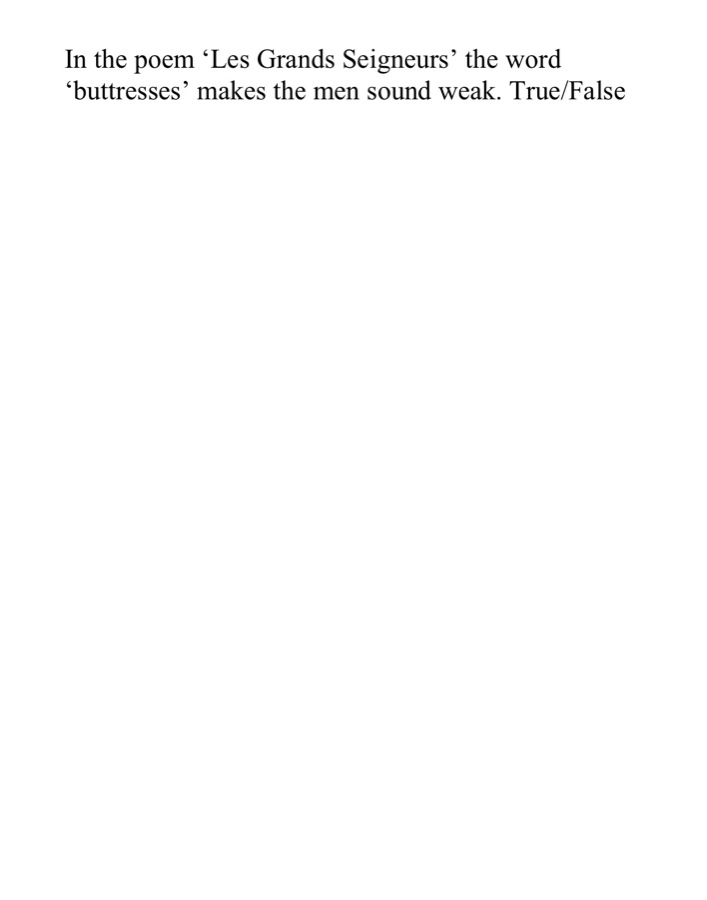 In the poem ‘Les Grands Seigneurs’ the word
‘buttresses’ makes the men sound weak. True/False